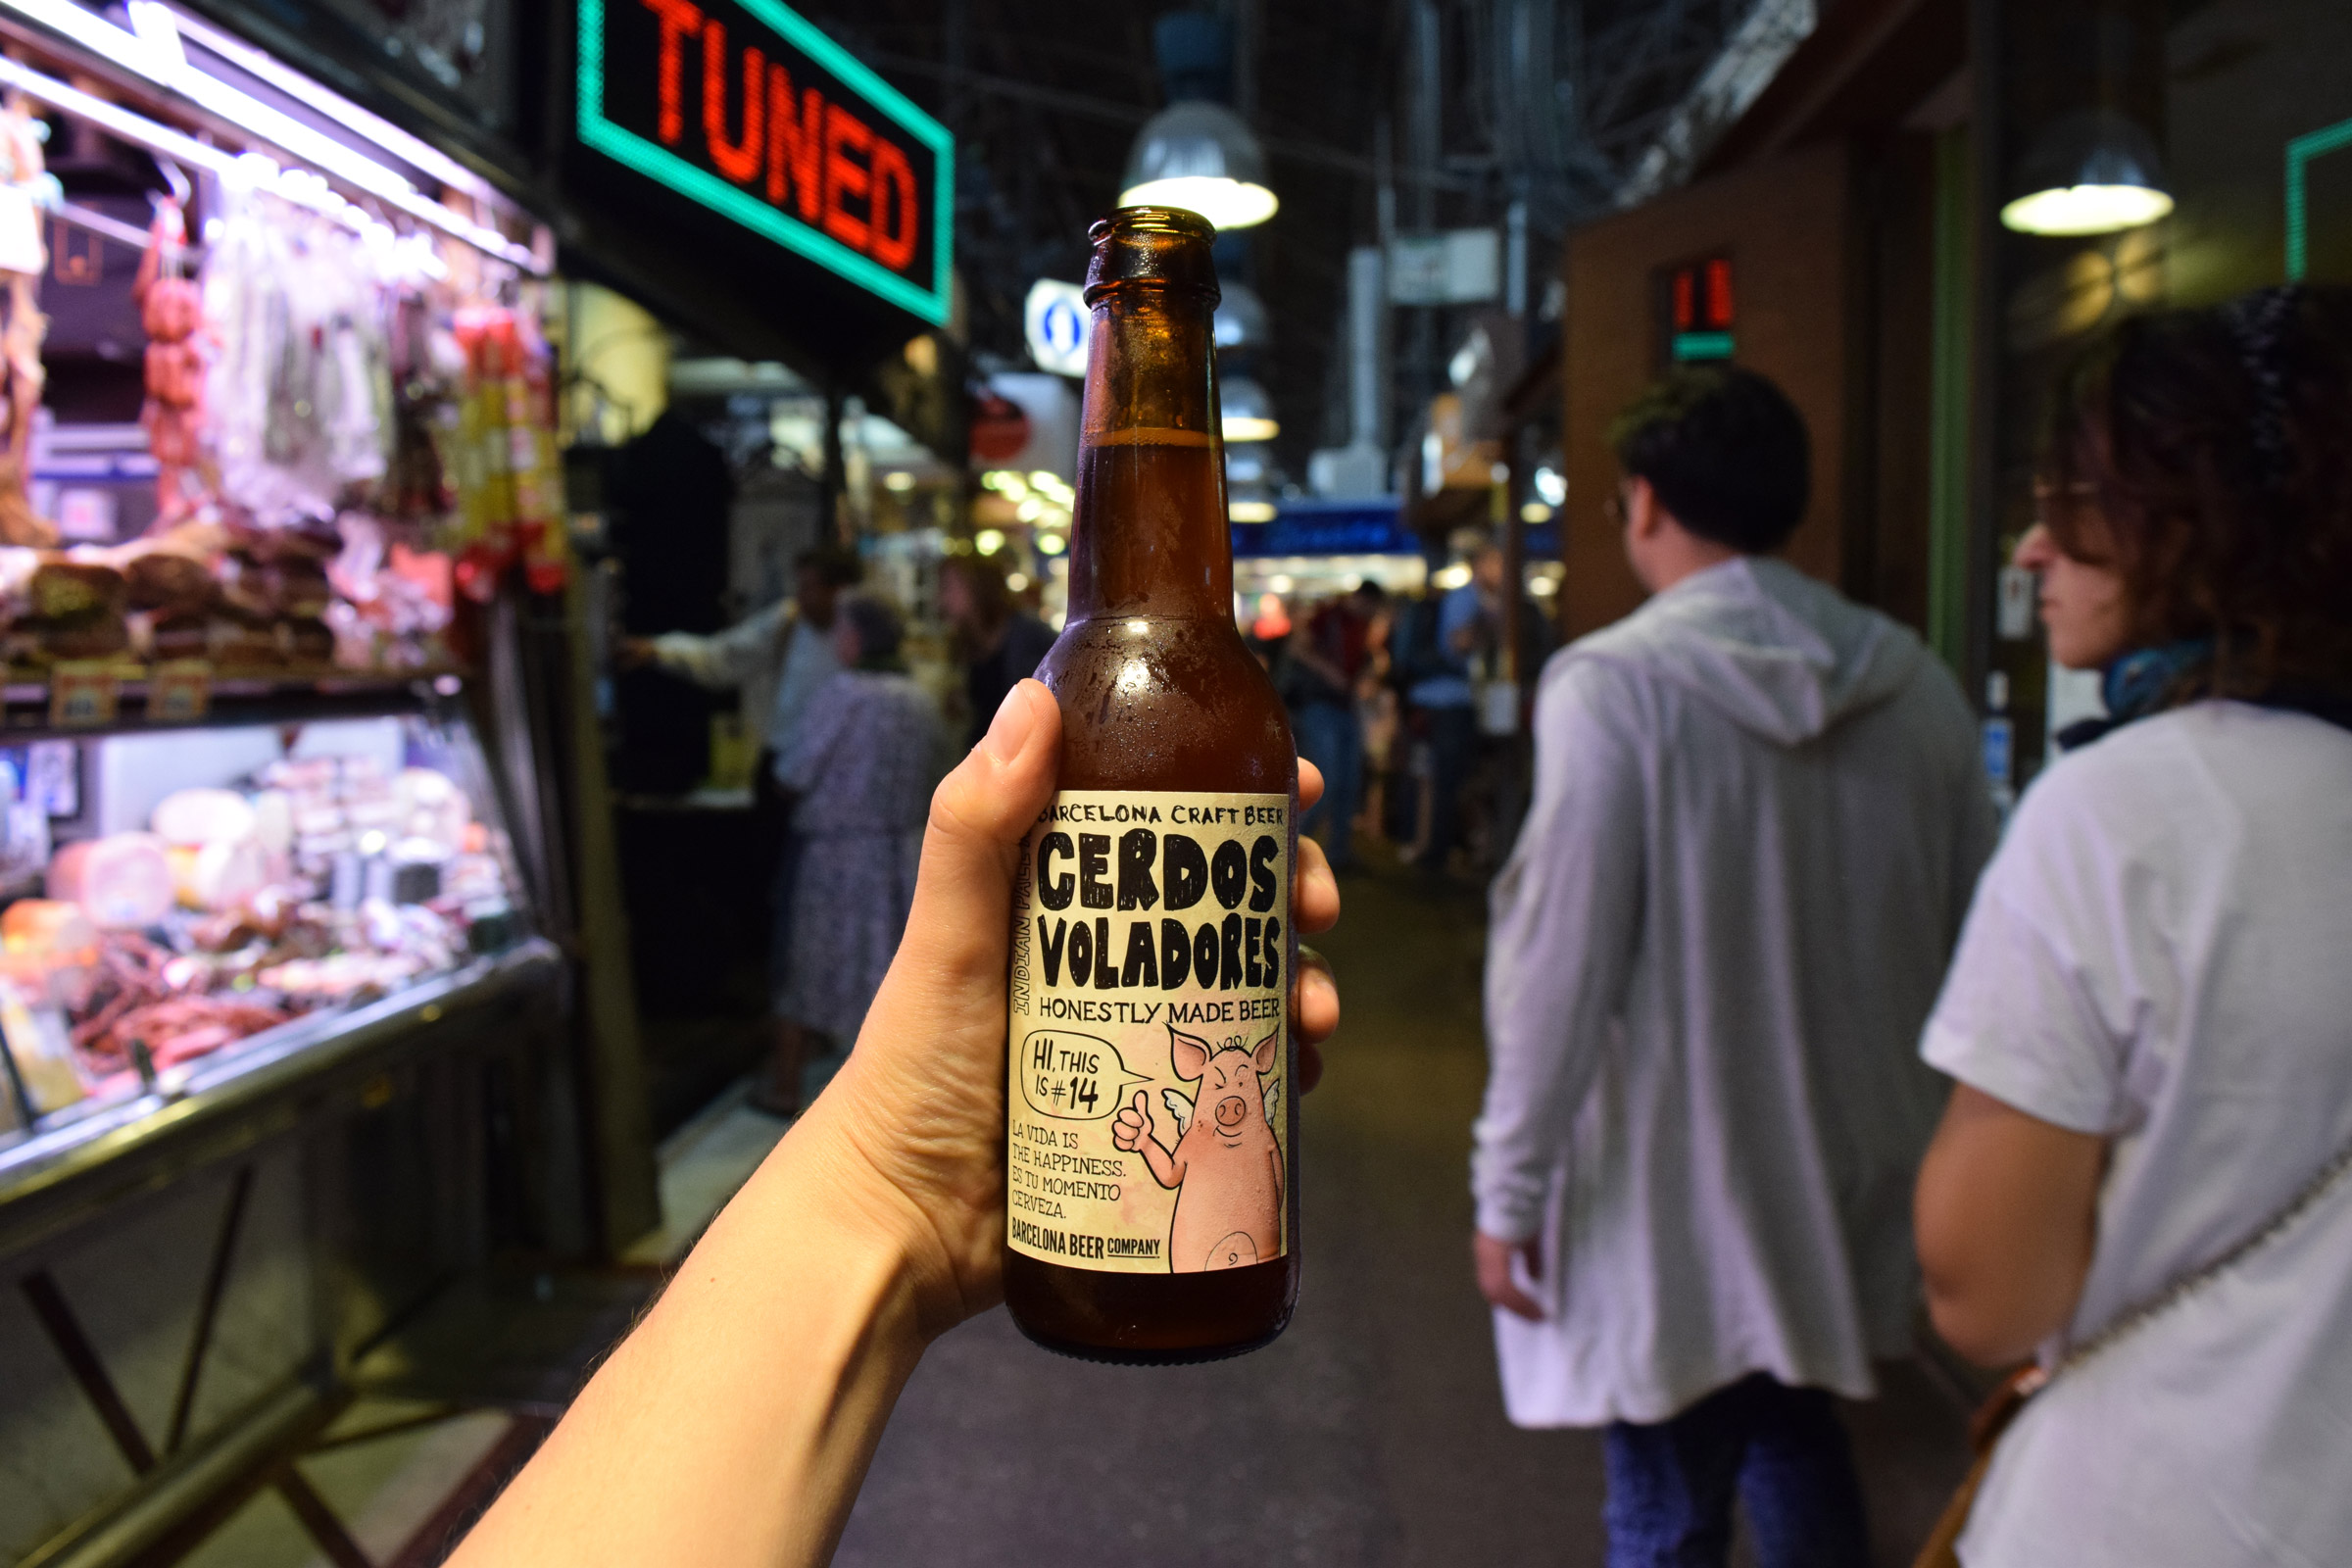 TUNED
BARCELONA CRAFT BEER
CERDOS
VOLADORES
INDIAN PALE
HONESTLY MADE BEER
HI, THIS
IS #14
LA VIDA IS
THE HAPPINESS.
ES TU MOMENTO
CERVEZA.
BARCELONA BEER COMPANY